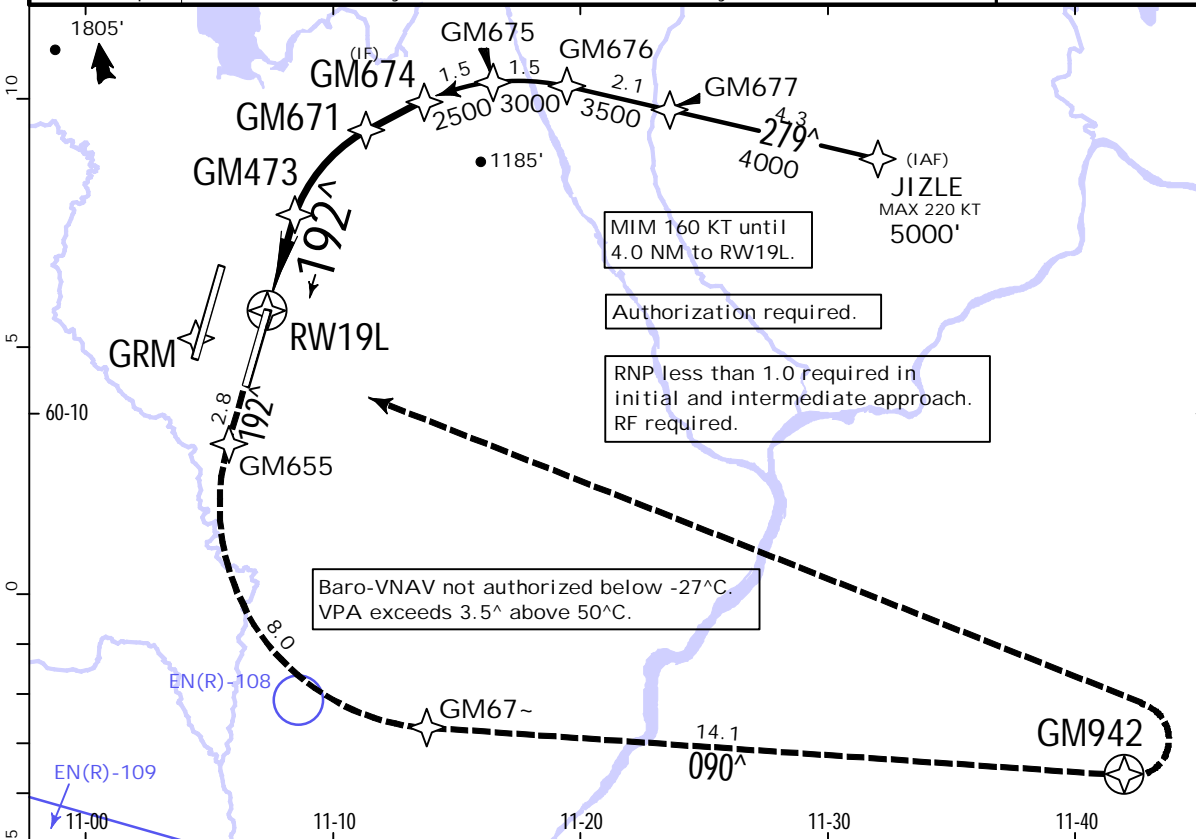 1805'
GM675
(IF)
GM674
1.5
1.5
GM676
2.1
GM677
2500
3000
3500
4.3
279^
4000
10
GM671
1185'
(IAF)
JIZLE
MAX 220 KT
5000'
GM473
192^
MIM 160 KT until
4.0 NM to RW19L.
Authorization required.
GRM
RW19L
5
RNP less than 1.0 required in
initial and intermediate approach.
RF required.
60-10
2.8
192^
GM655
Baro-VNAV not authorized below -27^C.
VPA exceeds 3.5^ above 50^C.
0
8.0
EN(R)-108
GM67~
14.1
090^
GM942
EN(R)-109
5
11-00
11-10
11-20
11-30
11-40